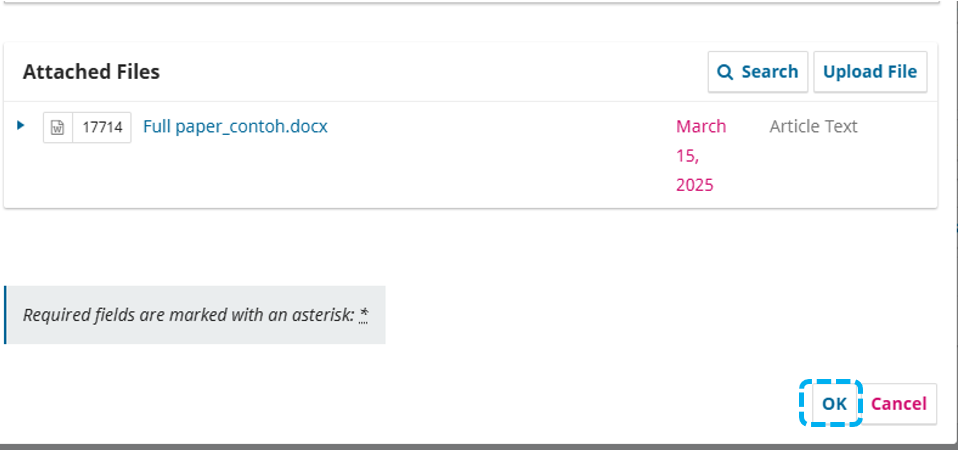 Attached Files
Search
Upload File
17714 Full paper_contoh.docx March 15, 2025 Article Text
Required fields are marked with an asterisk: *
OK Cancel